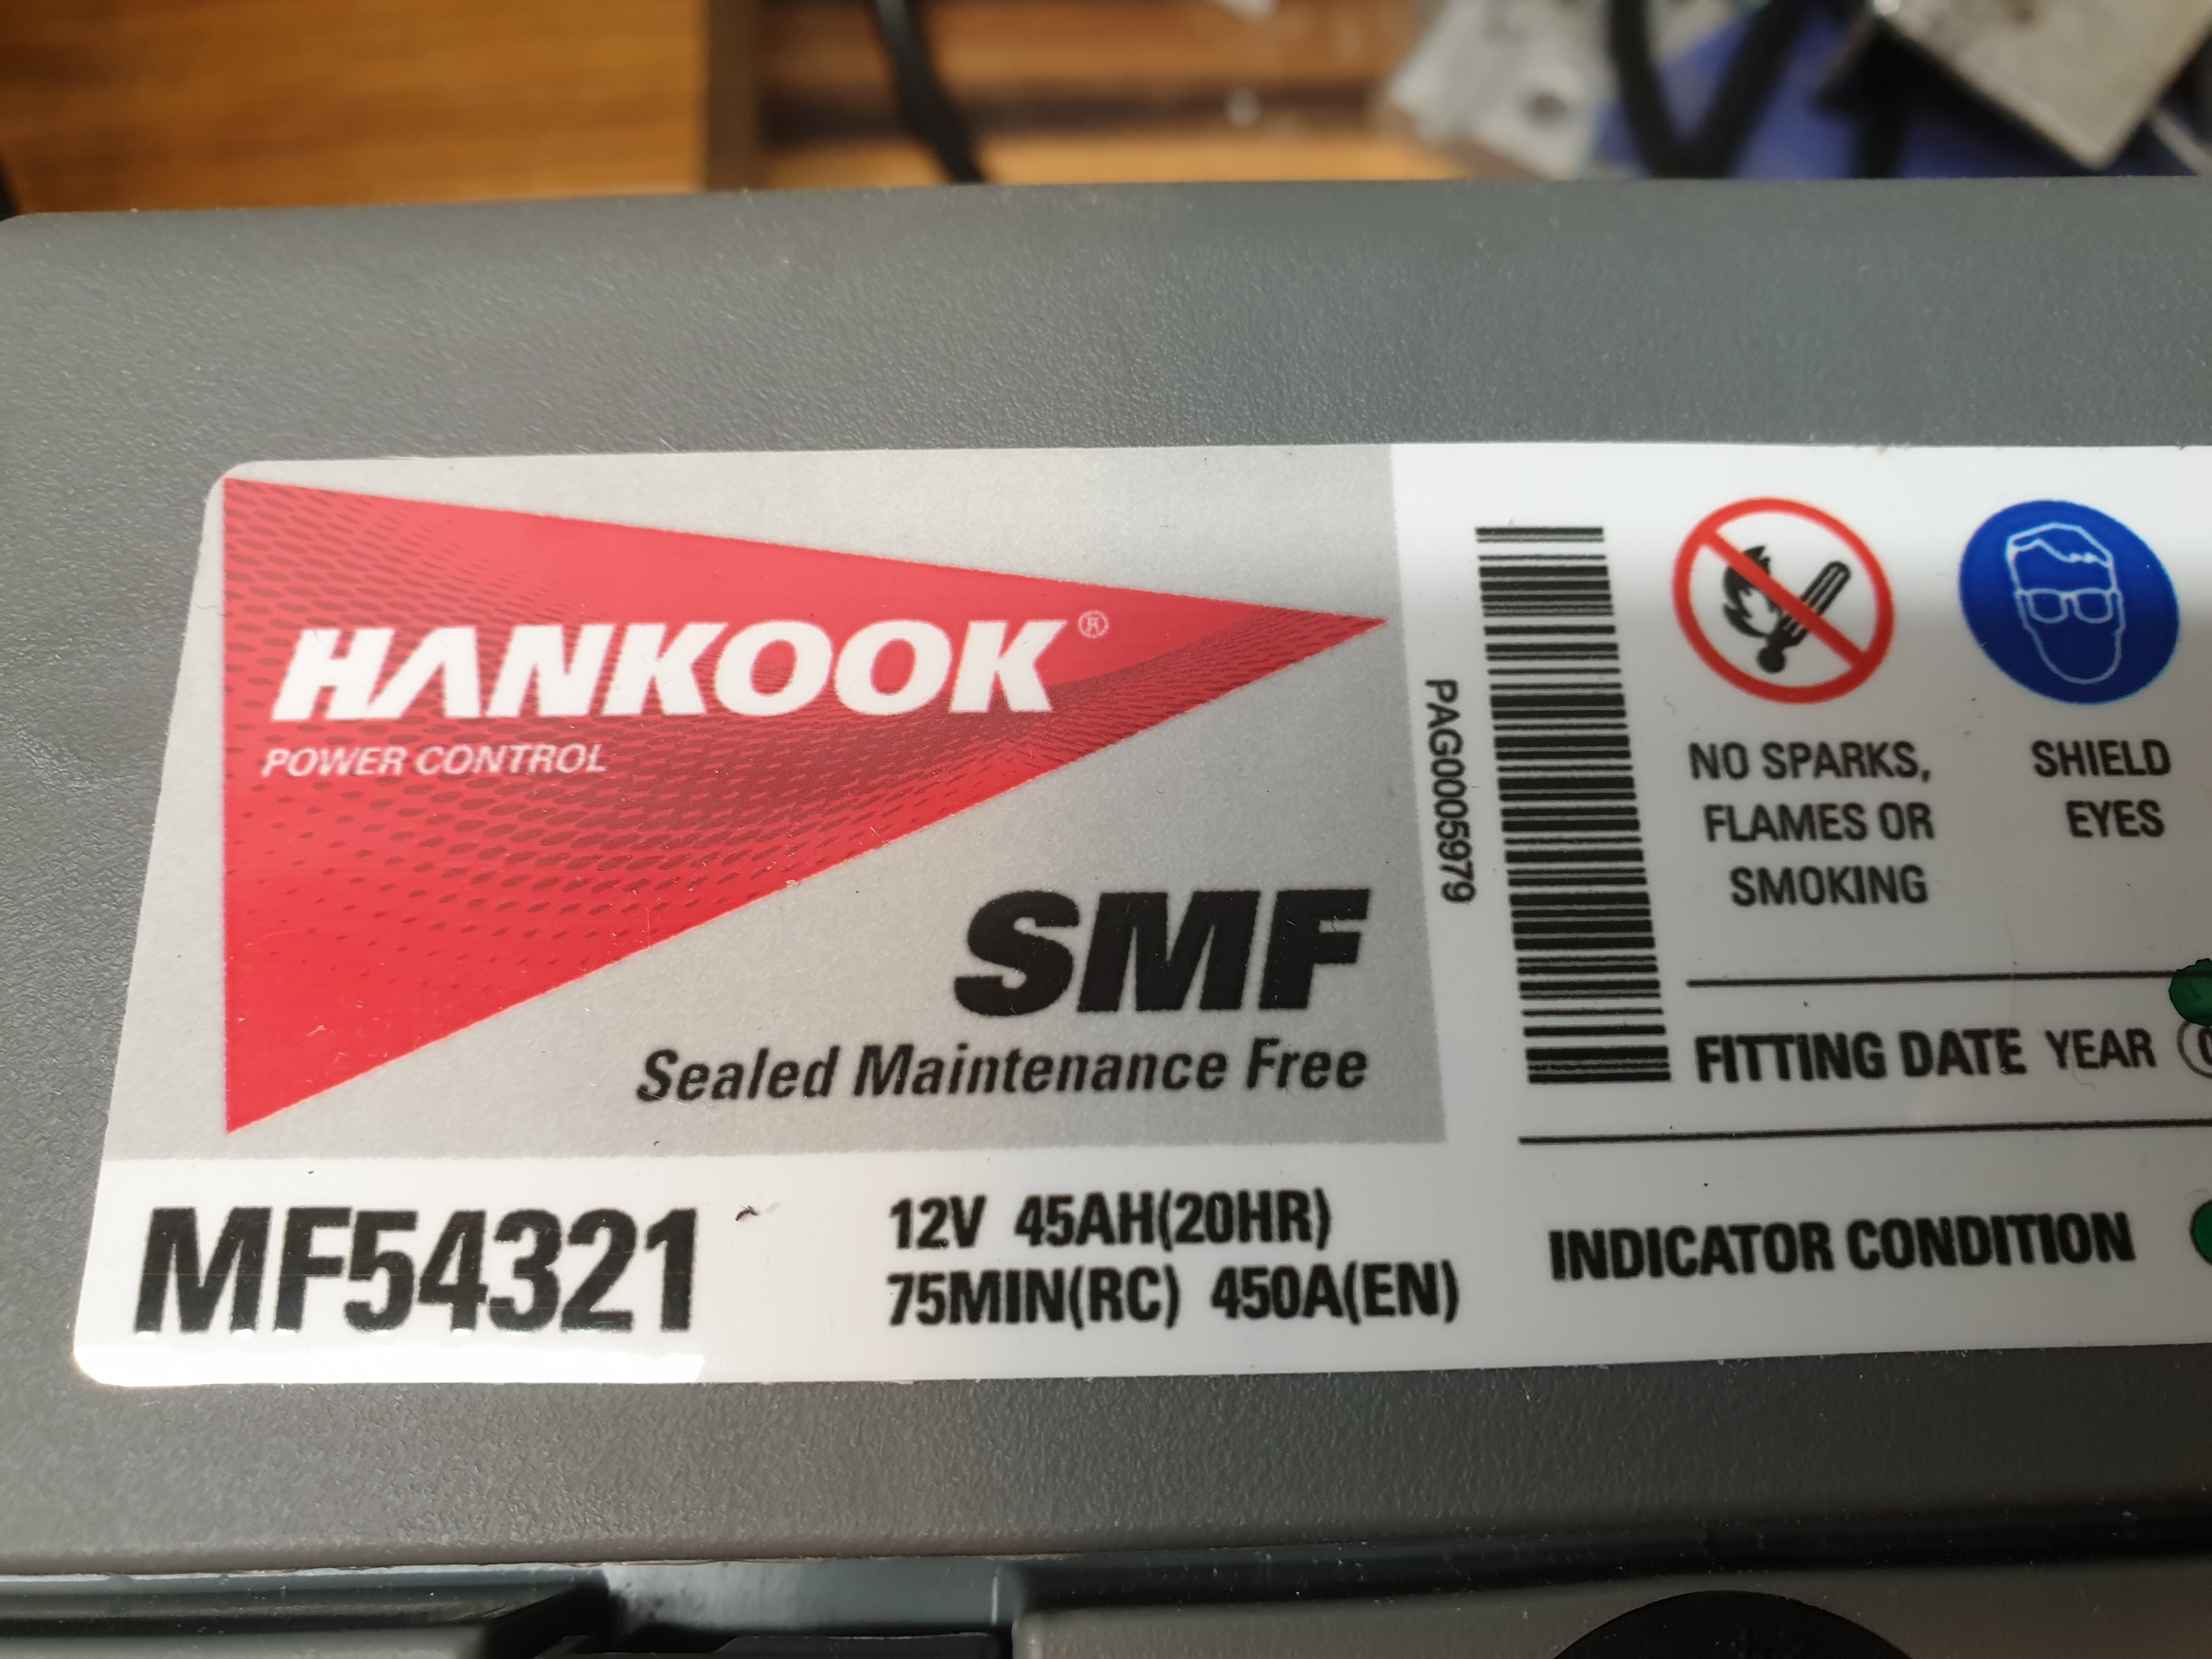 HANKOOK®
POWER CONTROL
SMF
Sealed Maintenance Free
MF54321
12V 45AH(20HR)
75MIN(RC) 450A(EN)
PAG0005979
NO SPARKS,
FLAMES OR
SMOKING
SHIELD
EYES
FITTING DATE YEAR
INDICATOR CONDITION